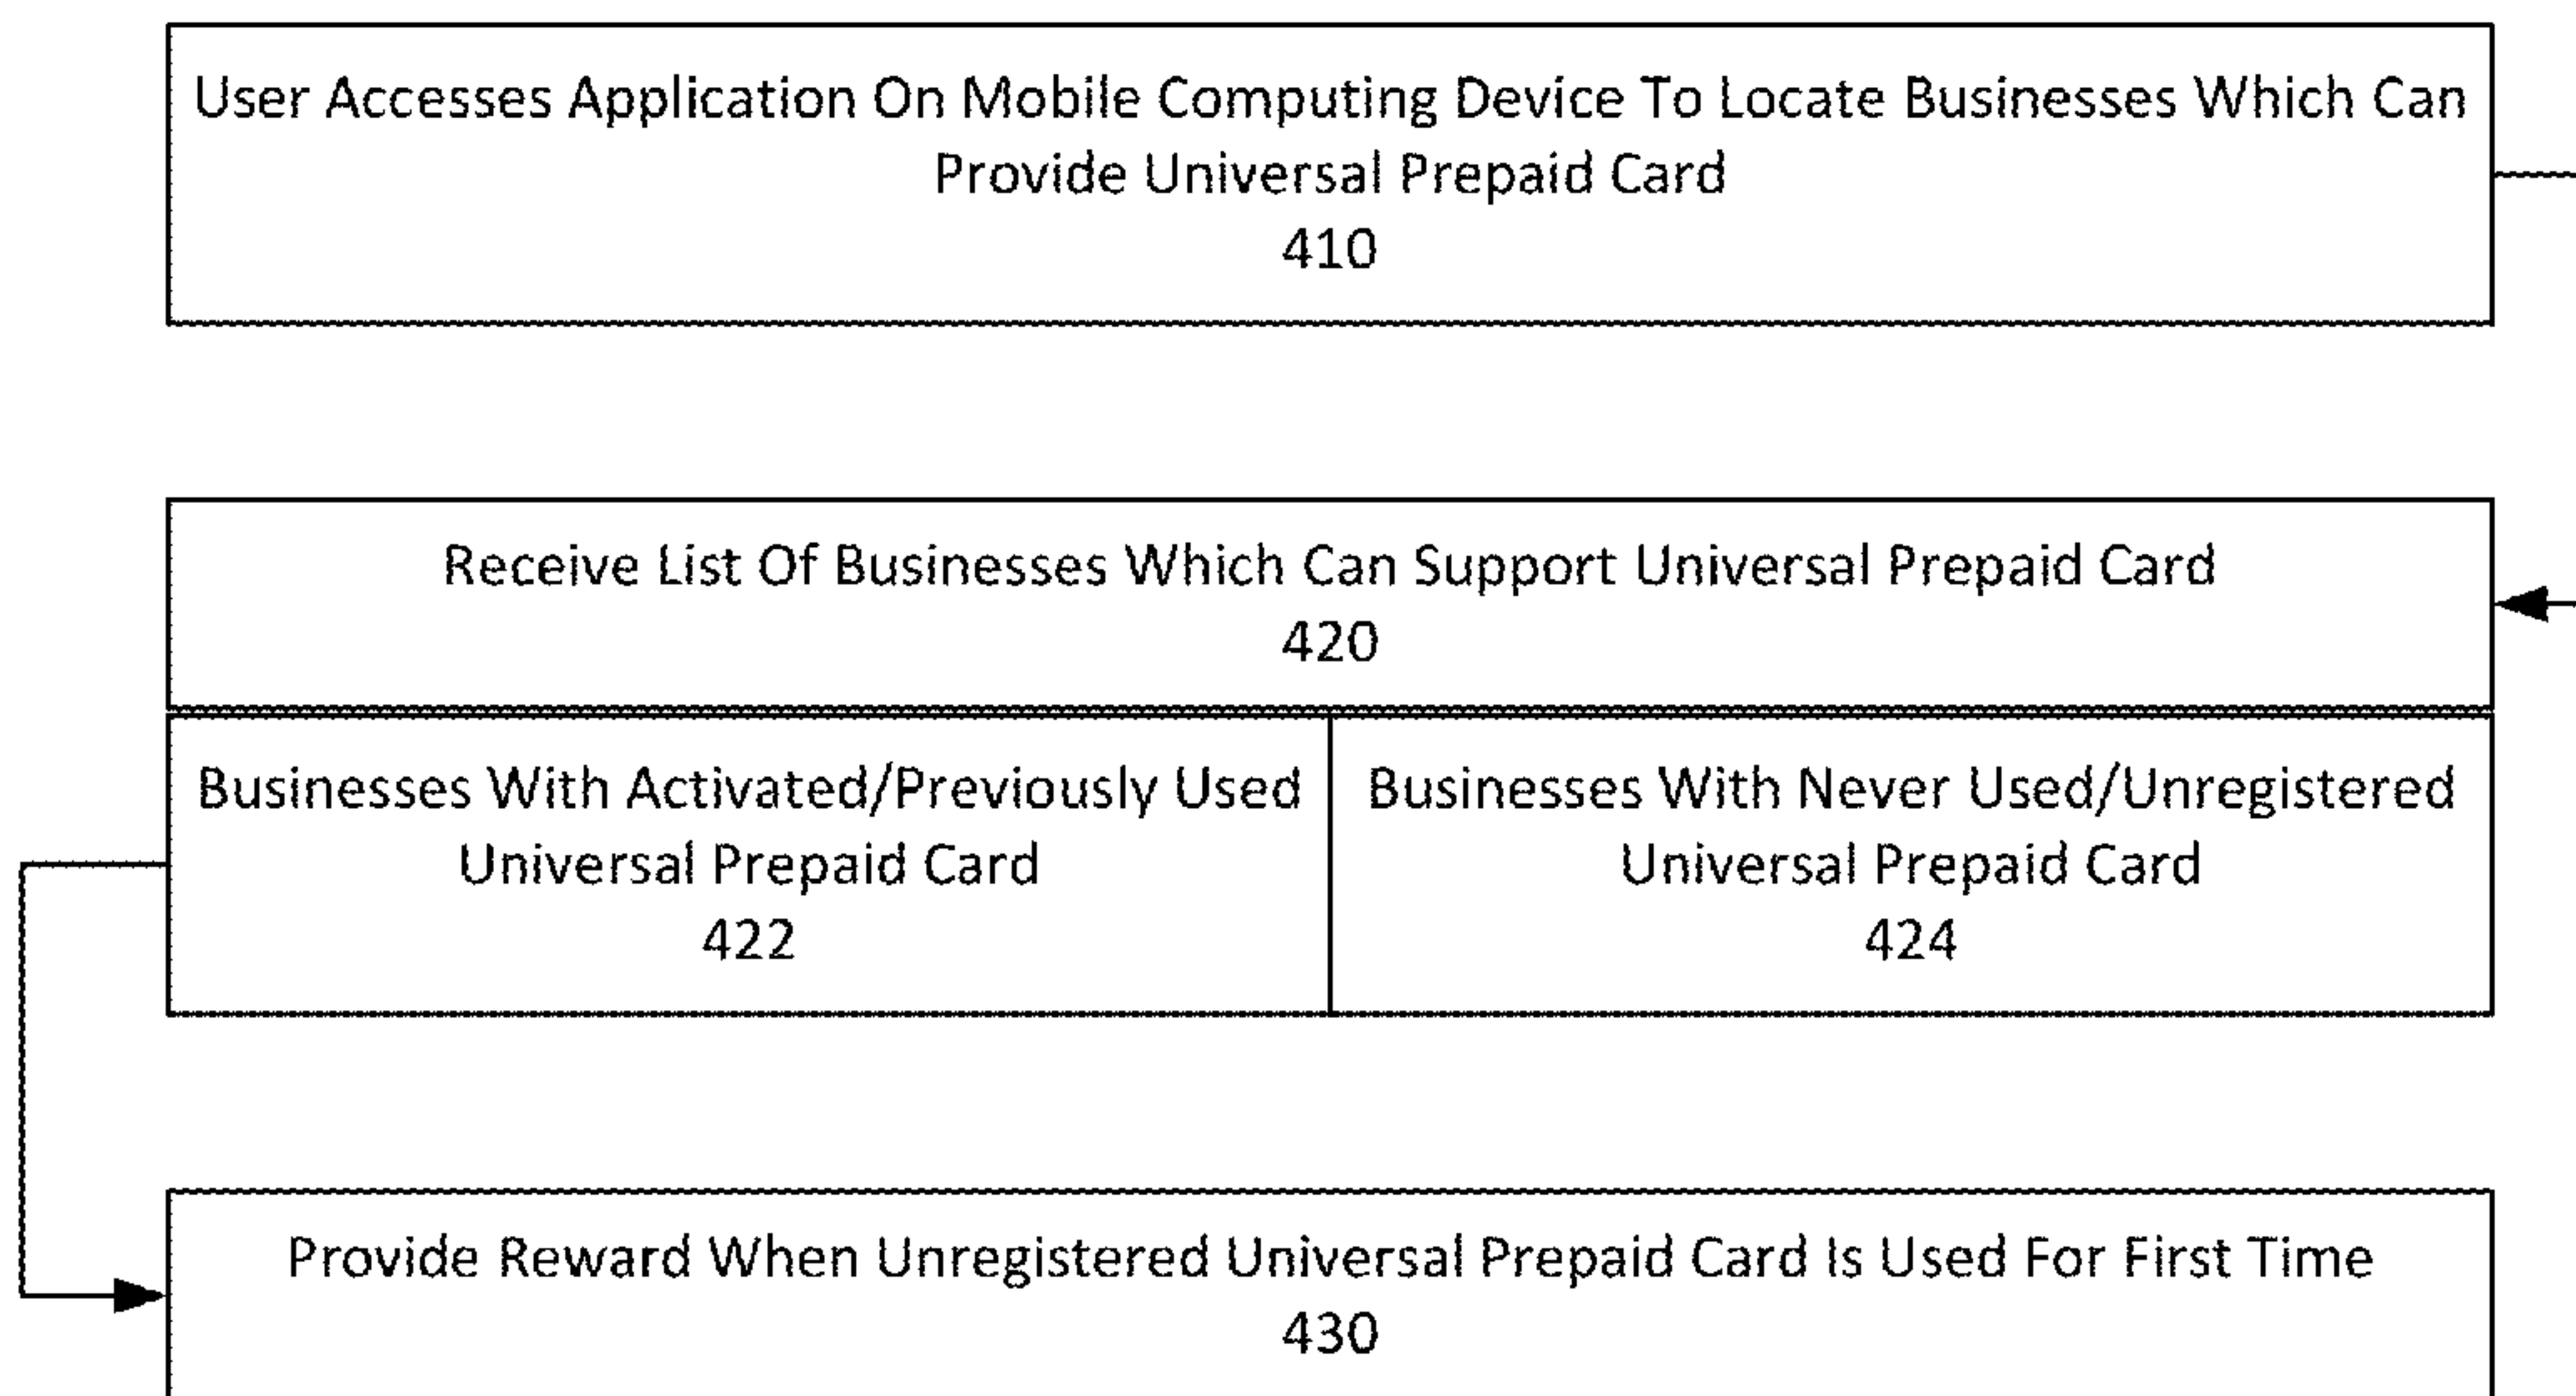 User Accesses Application On Mobile Computing Device To Locate Businesses Which Can
Provide Universal Prepaid Card
410
Receive List Of Businesses Which Can Support Universal Prepaid Card
420
Businesses With Activated/Previously Used
Universal Prepaid Card
422
Businesses With Never Used/Unregistered
Universal Prepaid Card
424
Provide Reward When Unregistered Universal Prepaid Card Is Used For First Time
430